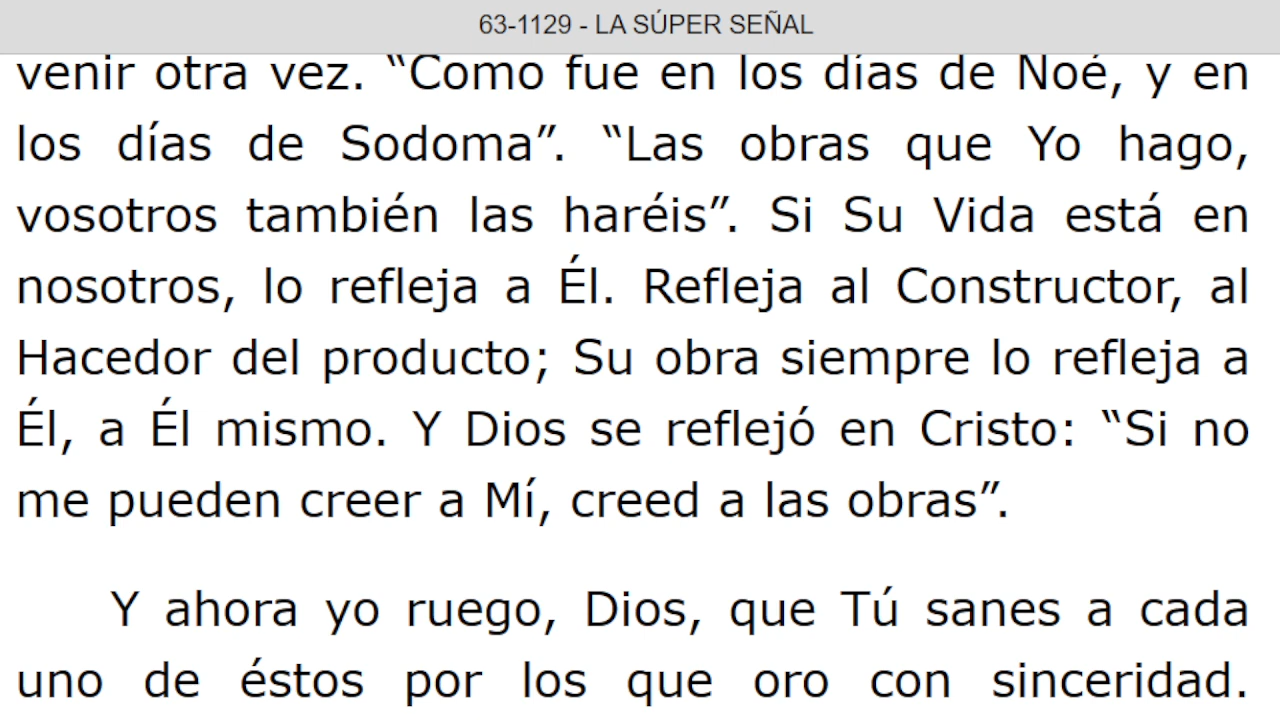 63-1129 - LA SÚPER SEÑAL
venir otra vez. “Como fue en los días de Noé, y en
los días de Sodoma”. “Las obras que Yo hago,
vosotros también las haréis”. Si Su Vida está en
nosotros, lo refleja a Él. Refleja al Constructor, al
Hacedor del producto; Su obra siempre lo refleja a
Él, a Él mismo. Y Dios se reflejó en Cristo: “Si no
me pueden creer a Mí, creed a las obras”.
Y ahora yo ruego, Dios, que Tú sanes a cada
uno de éstos por los que oro con sinceridad.